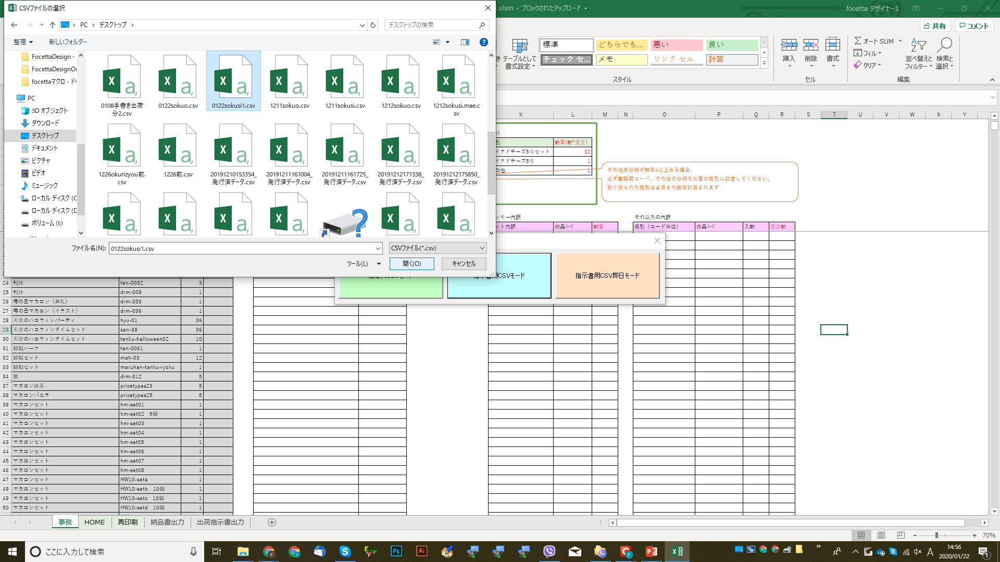 CSVファイルの選択
.xlsm - ブロックされたアップロード
focetta デザイナー1
PC > デスクトップ >
デスクトップの検索
整理
新しいフォルダー
共有
コメント
FocettaDesign -
FocettaDesignOu
focettaマクロ - ドキ
PC
3D オブジェクト
ダウンロード
デスクトップ
ドキュメント
ピクチャ
ビデオ
ミュージック
ローカル ディスク (C
ローカル ディスク (D
ボリューム (I:)
0108手書き出荷分2.csv
0122sokuo.csv
0122sokusi1.csv
1211sokuo.csv
1211sokusi.csv
1212sokuo.csv
1212sokusi.mae.csv
1226okurizyou前.csv
1226前.csv
20191210153354_発行済データ.csv
20191211161004_発行済データ.csv
20191211161725_発行済データ.csv
20191212171338_発行済データ.csv
20191212175850_発行済データ.csv
ファイル名(N):
0122sokusi1.csv
CSVファイル(*.csv)
ツール(L)
開く(O)
キャンセル
テーブルとして書式設定
標準
どちらでも...
悪い
良い
チェック セ...
メモ
リンク セル
計算
スタイル
挿入
削除
書式
セル
オート SUM
フィル
クリア
並べ替えとフィルター
検索と選択
編集
K L M N O P Q R S T U V W X Y
計
別 数量(数*受注)
イクドチーズ5号セット 32
イクドチーズ5号 1
の他 1
その他未分類が数量1以上ある場合、
必ず事務用コード、その他の分類を任意の種別に設定してください。
割り振られた種別は合算され数量計算されます
ッキー内訳
それ以外の内訳
ット内訳 商品コード 数量
種別（コード単位） 商品コード 入数 受注数
指示書用CSVモード
指示書用CSV即日モード
24 利休 ten-0032 3
25 利休 drm-009 1
26 母の日マカロン（お礼） drm-033 1
27 母の日マカロン（イラスト） drm-036 1
28 天空のハロウィンパーティ hyu-01 36
29 天空のハロウィンタイムセット san-39 36
30 天空のハロウィンタイムセット tenku-halloween02 10
31 緑韻ハーフ ten-0061 1
32 緑韻セット mah-03 12
33 緑韻セット maruhan-tanku-ryoku 1
34 雅 drm-012 5
37 マカロン抹茶 pricetypes23 5
38 マカロンバニラ pricetypes25 5
39 マカロンセット hm-set01 1
40 マカロンセット hm-set02　5個 1
41 マカロンセット hm-set03 1
42 マカロンセット hm-set04 1
43 マカロンセット hm-set05 1
44 マカロンセット hm-set06 1
45 マカロンセット hm-set07 1
46 マカロンセット hm-set08 1
47 マカロンセット HW10-seta 1
48 マカロンセット HW10-setb　10個 1
49 マカロンセット HW10-setc　10個 1
50 マカロンセット HW10-setd　10個 1
事務
HOME
再印刷
納品書出力
出荷指示書出力
70%
ここに入力して検索
14:56
2020/01/22